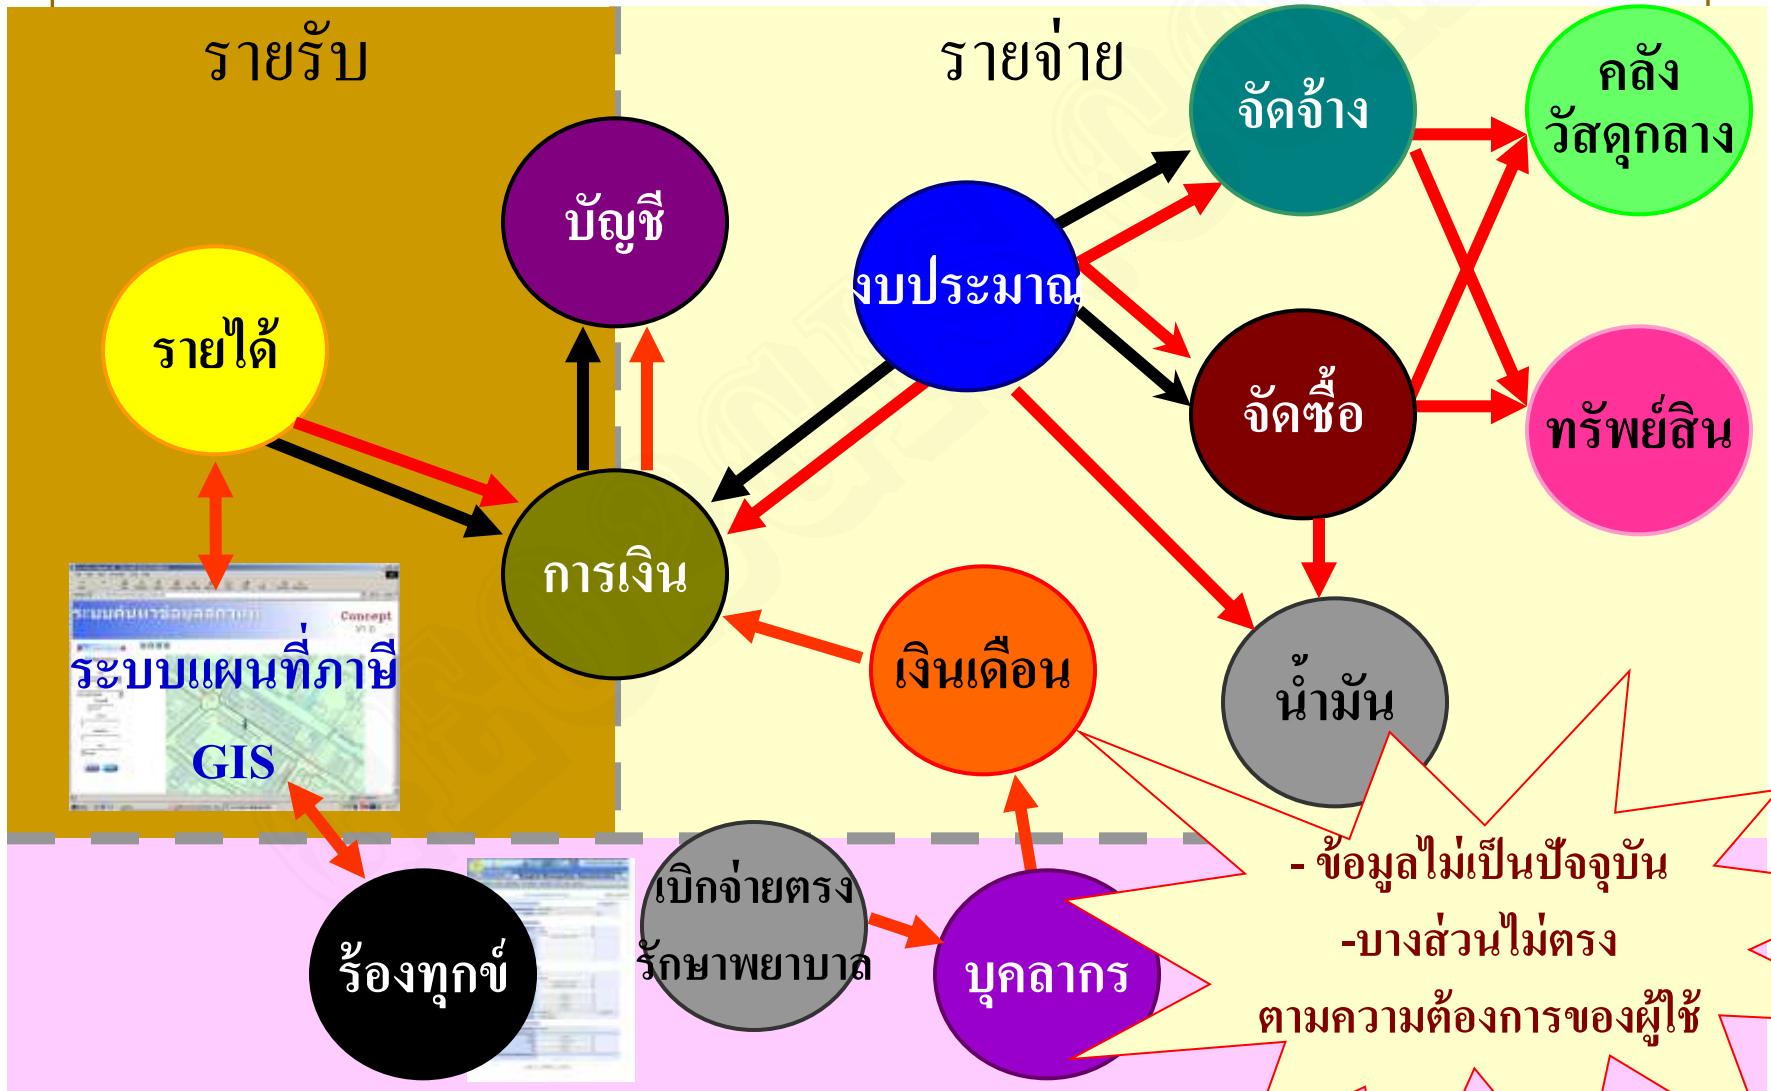 รายรับ
รายจ่าย
จัดจ้าง
คลัง
วัสดุกลาง
บัญชี
งบประมาณ
รายได้
จัดซื้อ
ทรัพย์สิน
การเงิน
Concept
ระบบแผนที่ภาษี
GIS
เงินเดือน
น้ำมัน
ร้องทุกข์
เบิกจ่ายตรง
รักษาพยาบาล
บุคลากร
- ข้อมูลไม่เป็นปัจจุบัน
-บางส่วนไม่ตรง
ตามความต้องการของผู้ใช้